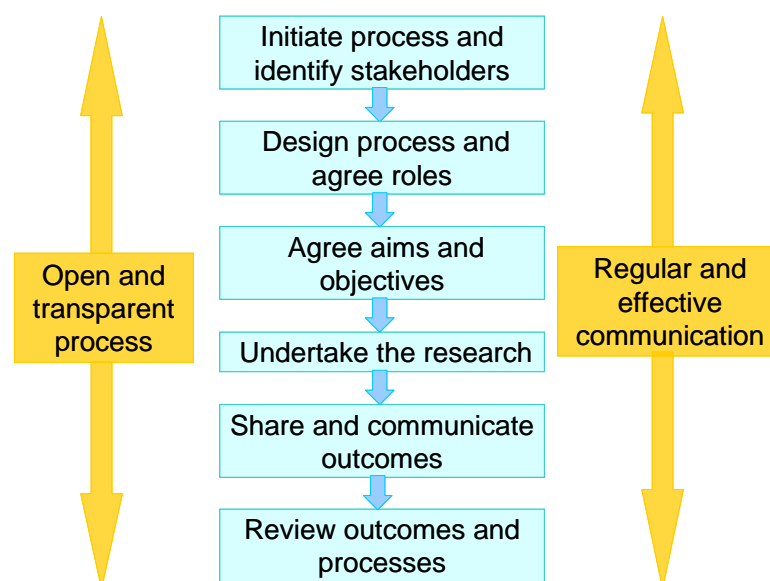 Initiate process and
identify stakeholders
Design process and
agree roles
Agree aims and
objectives
Open and
transparent
process
Regular and
effective
communication
Undertake the research
Share and communicate
outcomes
Review outcomes and
processes